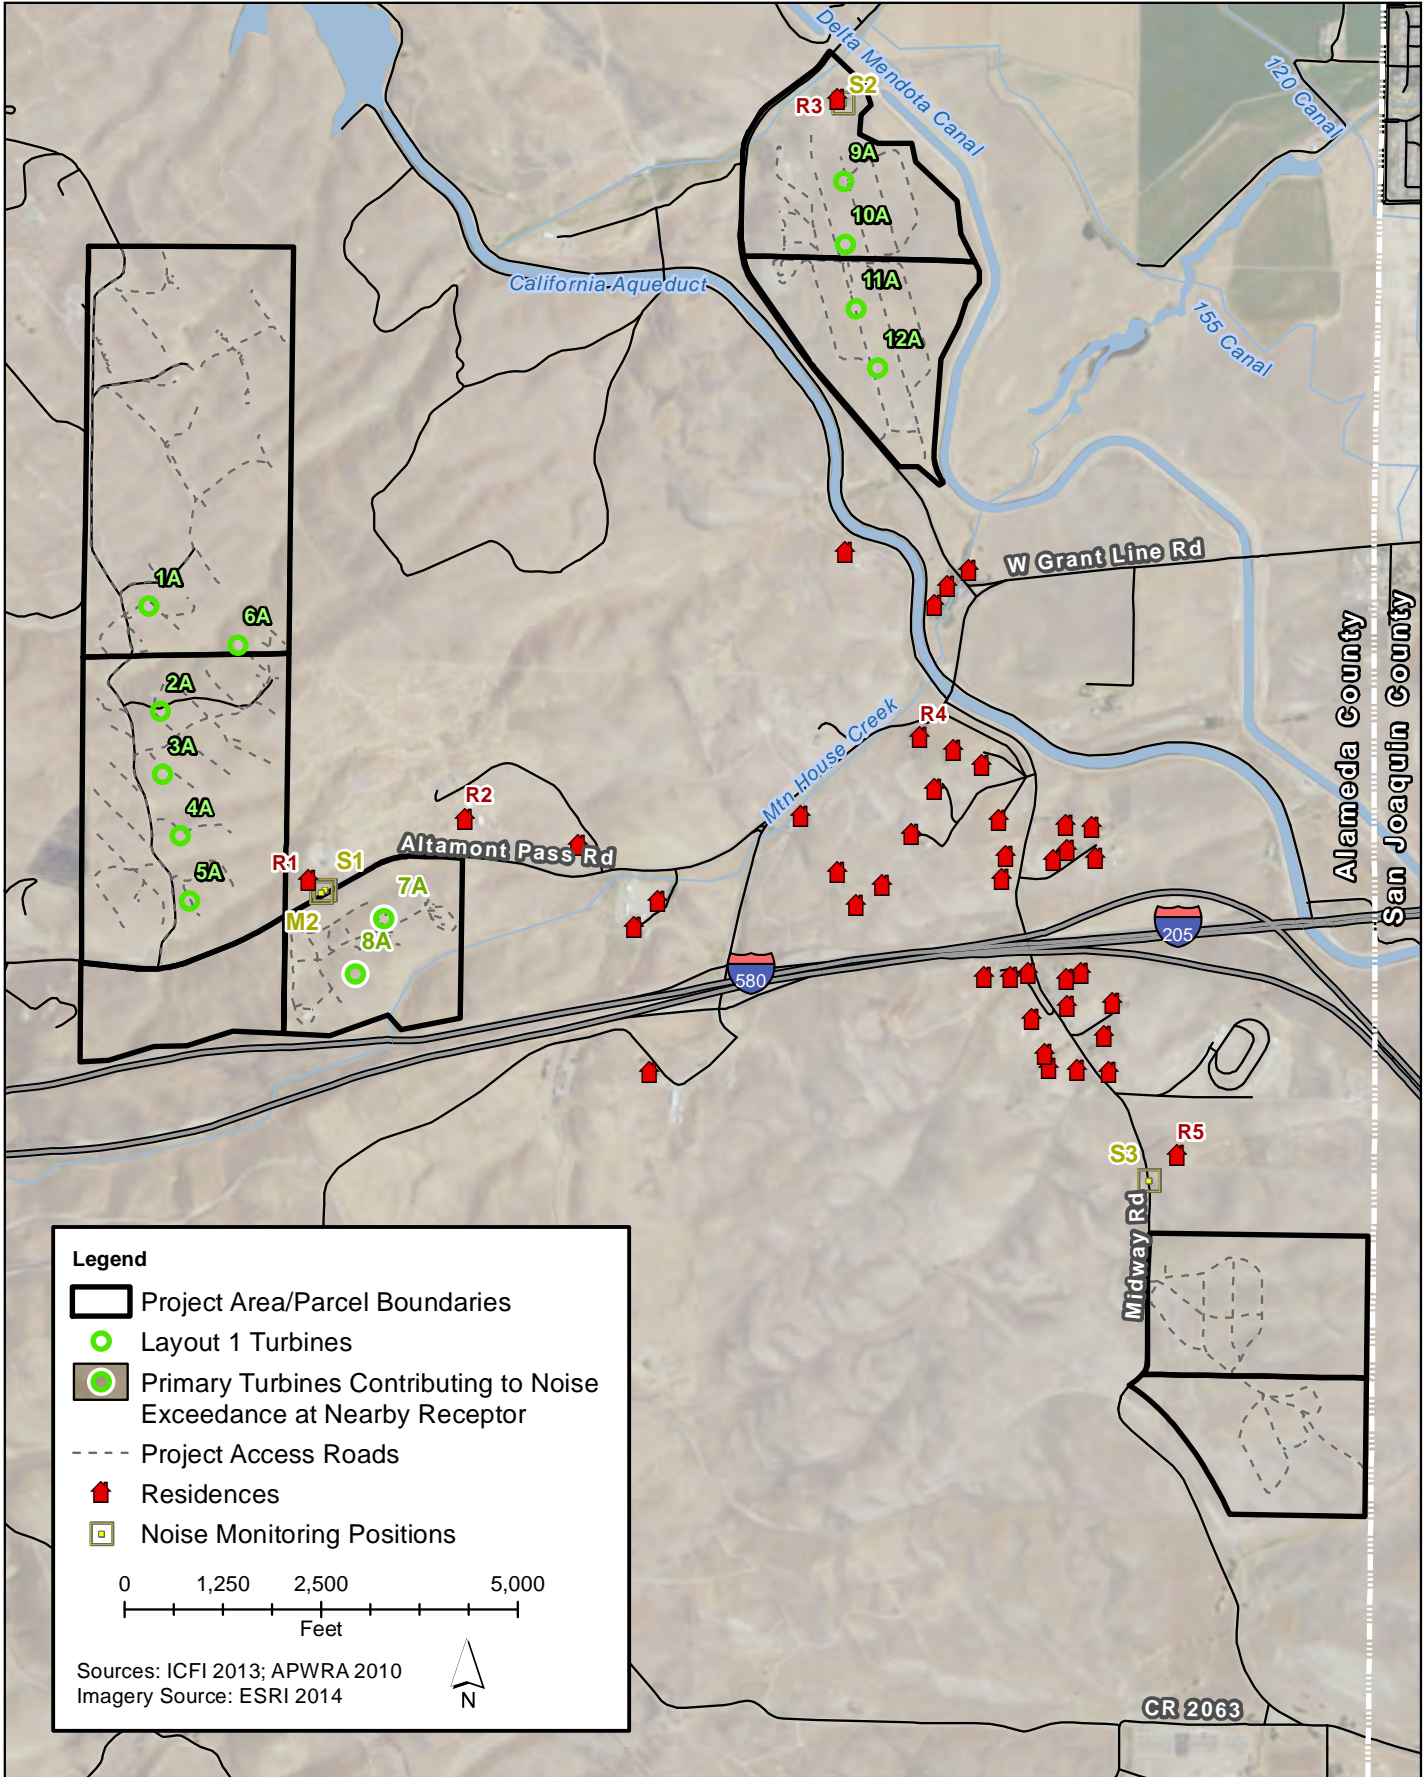 Delta Mendota Canal
S2
R3
120 Canal
9A
10A
California Aqueduct
11A
155 Canal
12A
W Grant Line Rd
1A
6A
Alameda County
San Joaquin County
2A
R4
3A
Mtn House Creek
R2
4A
Altamont Pass Rd
R1
S1
5A
7A
M2
8A
205
580
R5
S3
Midway Rd
Legend
Project Area/Parcel Boundaries
Layout 1 Turbines
Primary Turbines Contributing to Noise
Exceedance at Nearby Receptor
Project Access Roads
Residences
Noise Monitoring Positions
0 1,250 2,500 5,000
Feet
Sources: ICFI 2013; APWRA 2010
Imagery Source: ESRI 2014
N
CR 2063